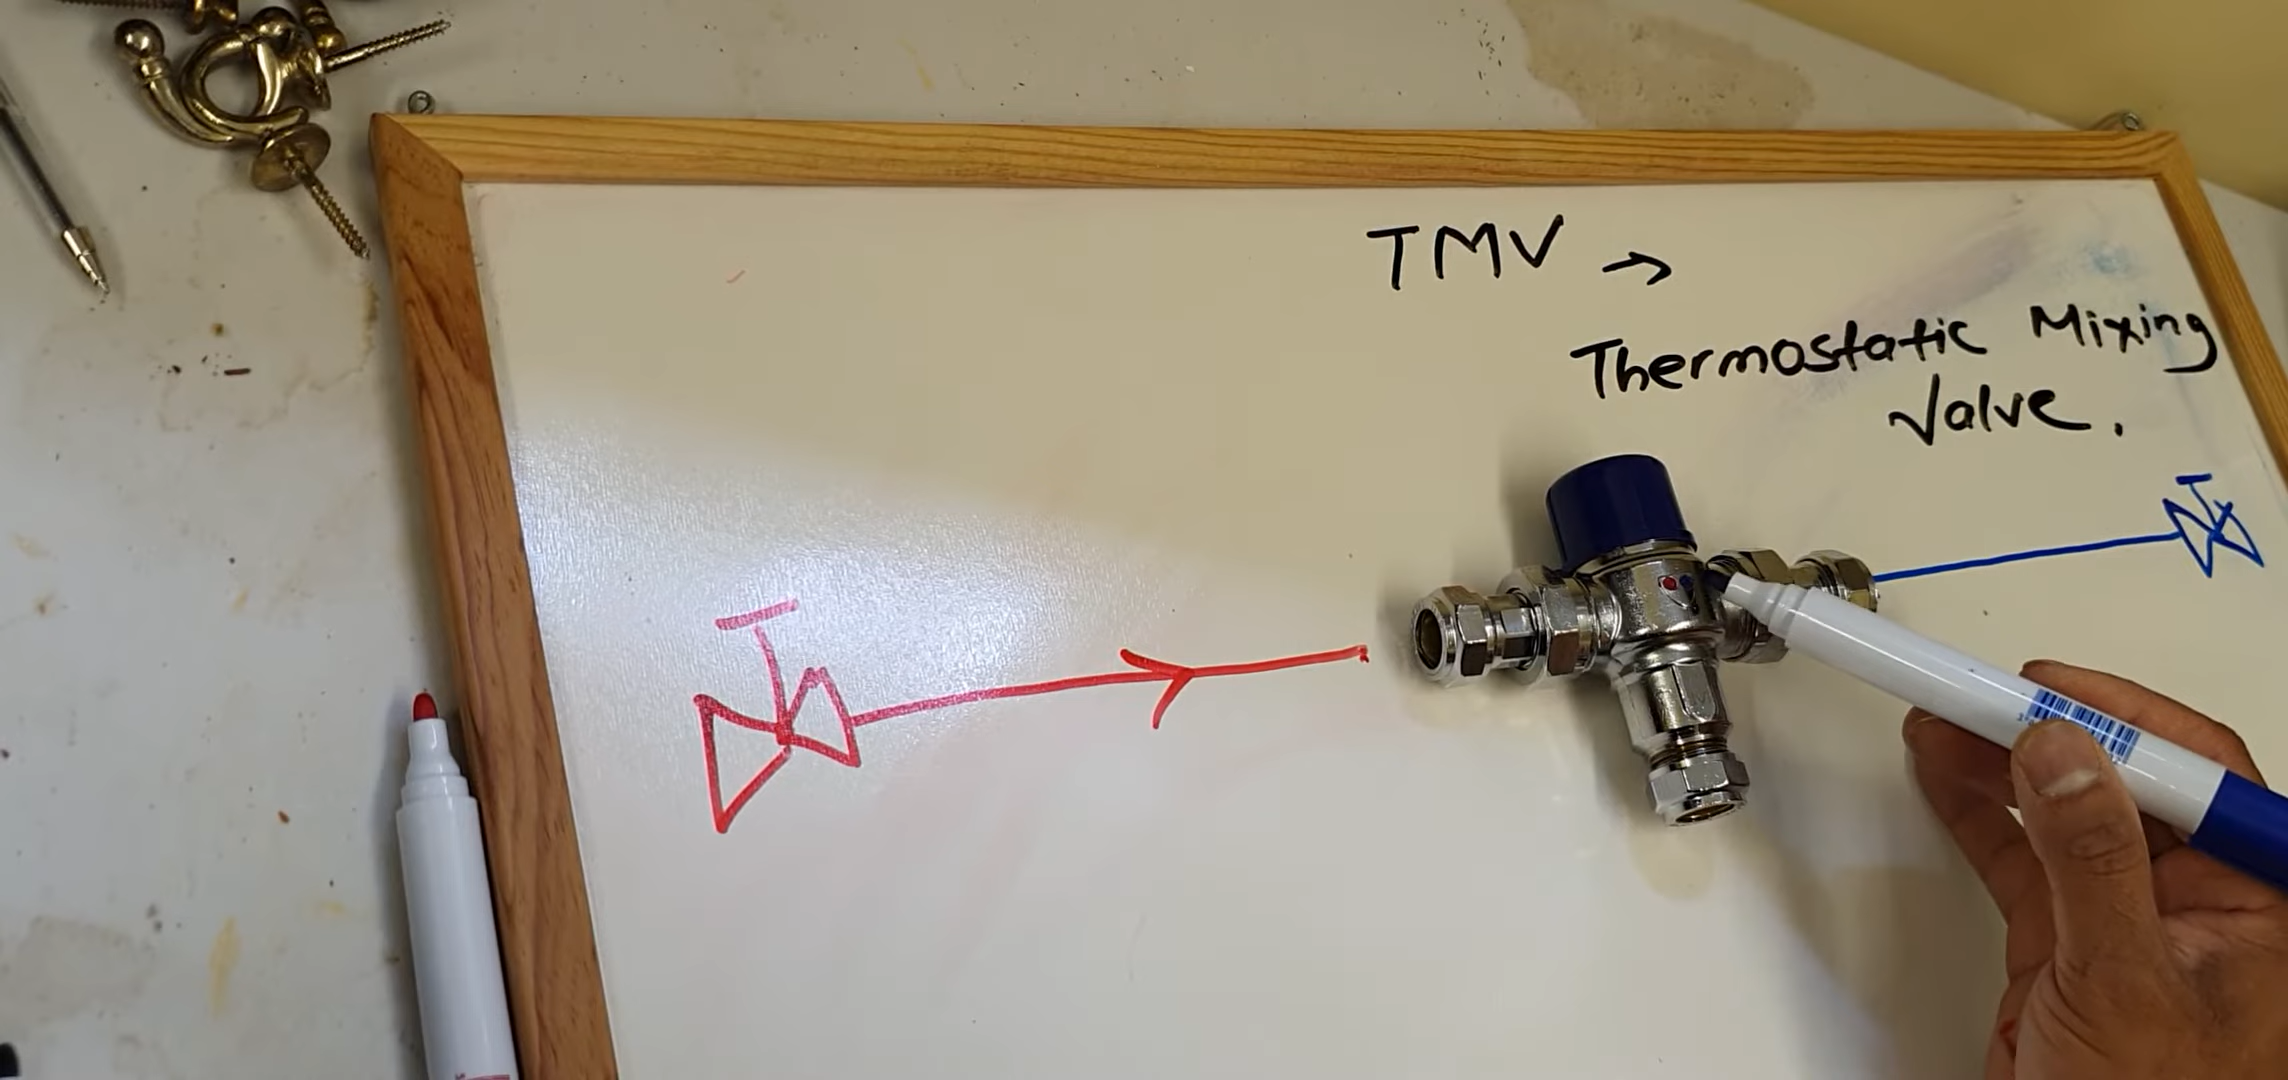 TMV →
Thermostatic Mixing
Valve.